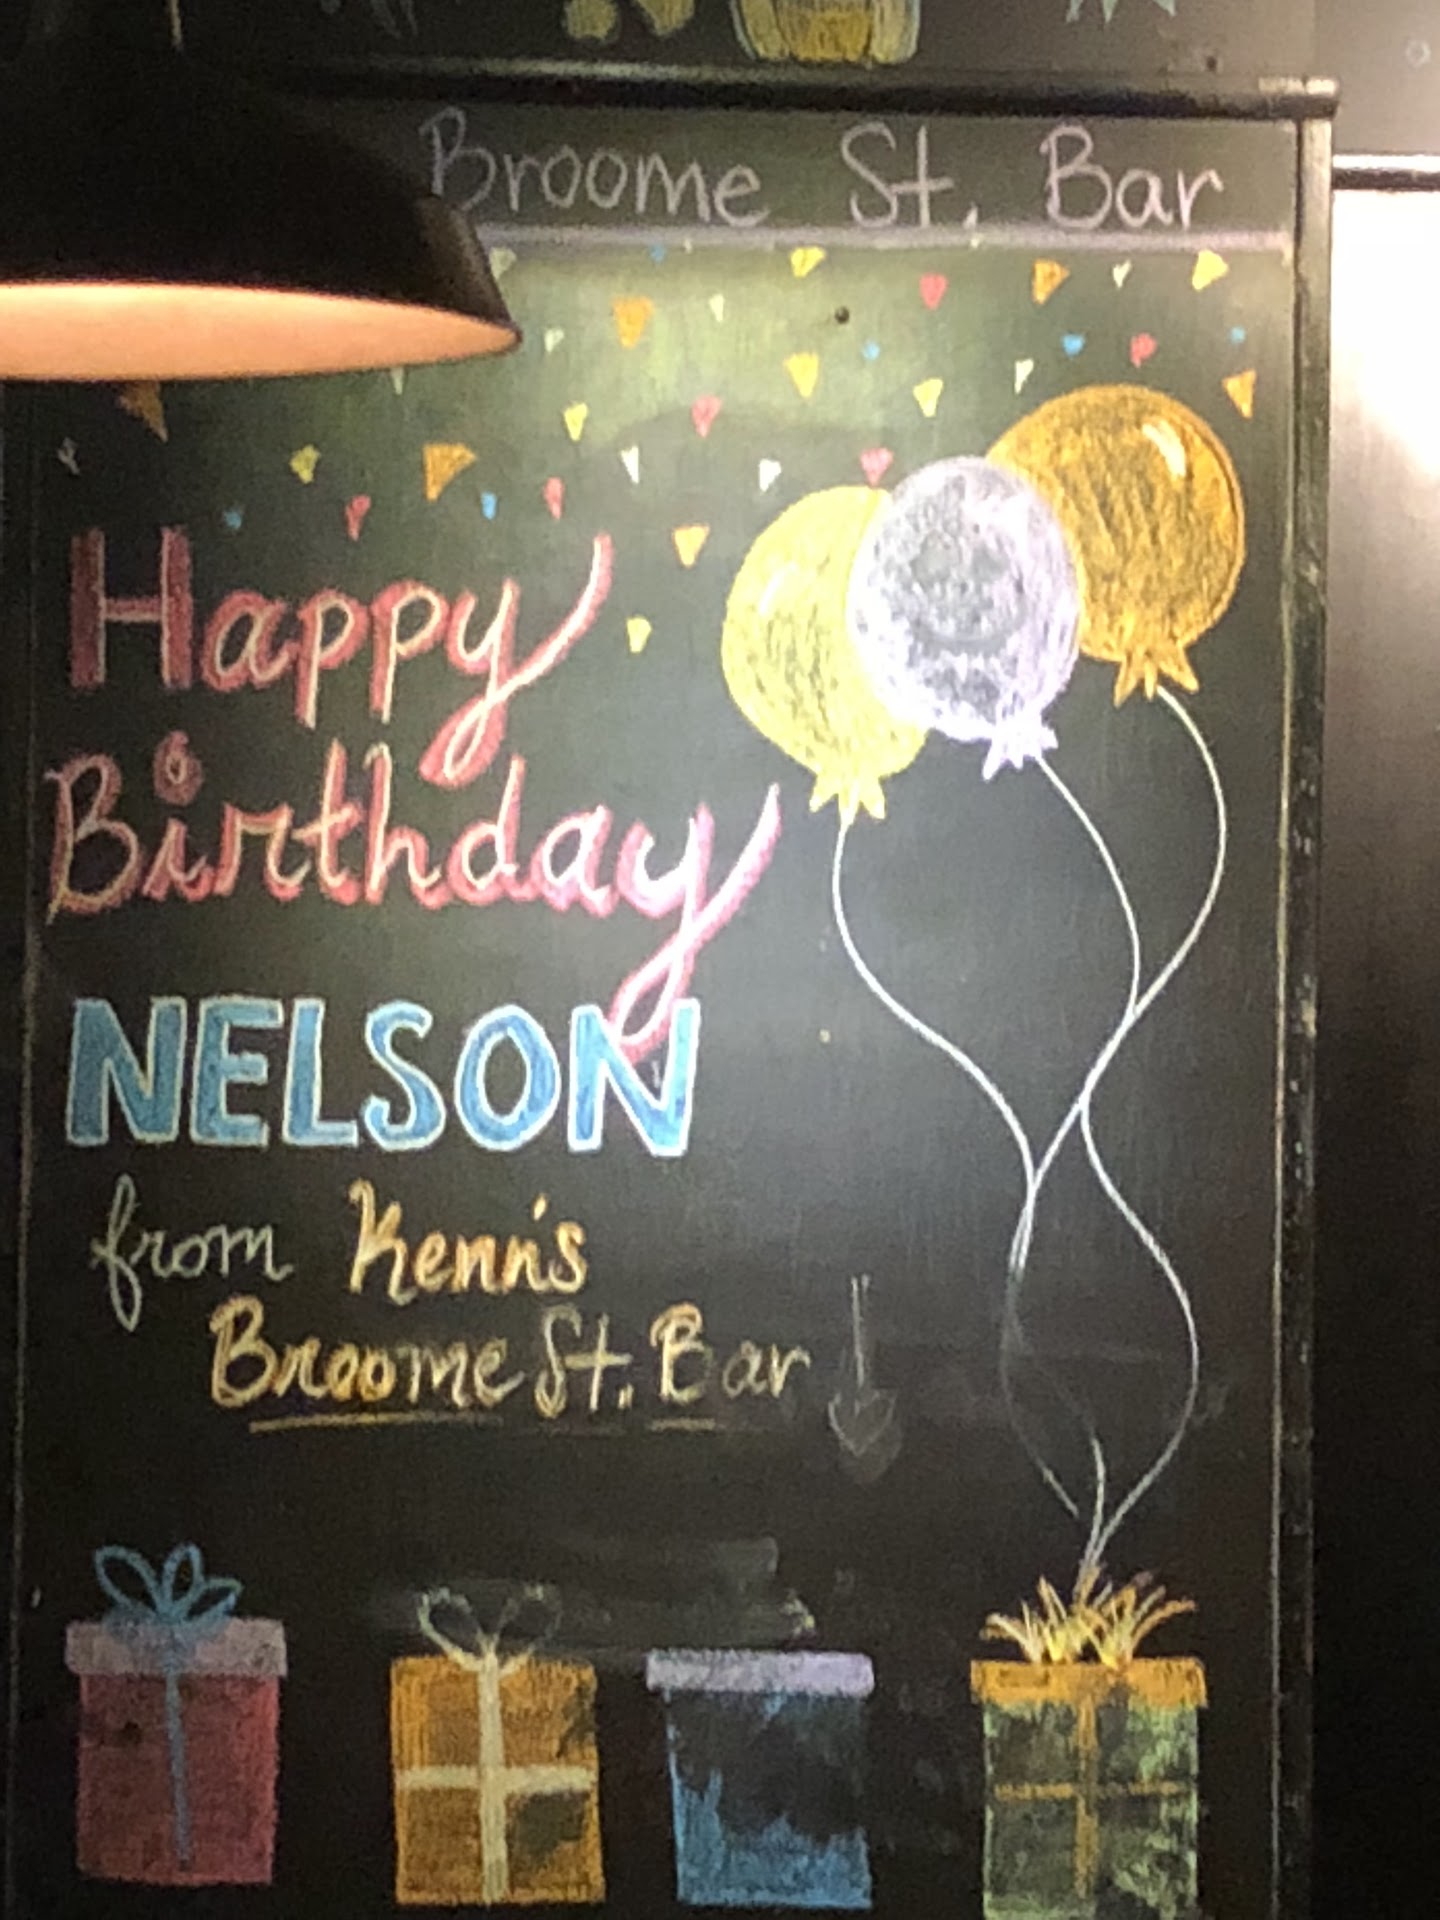 Broome St. Bar
Happy
Birthday
NELSON
from Kenn's
Broome St. Bar